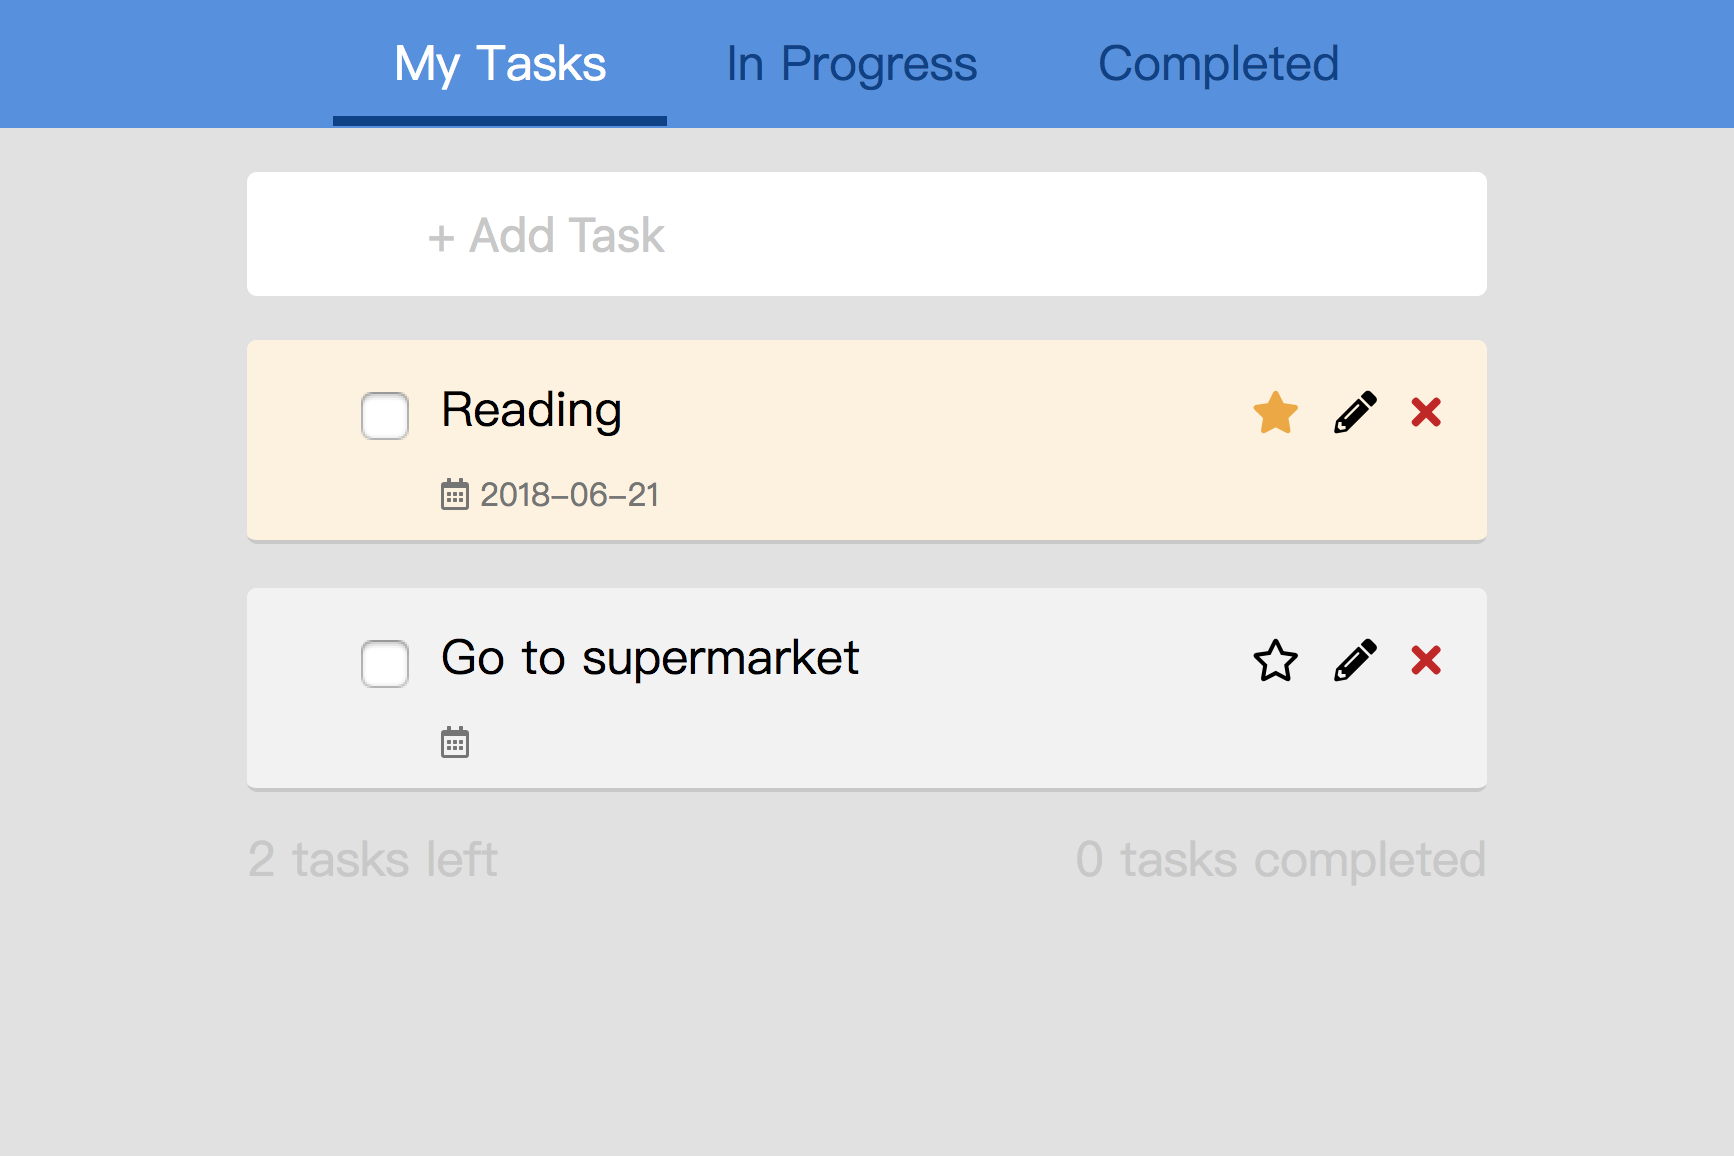 My Tasks In Progress Completed
+ Add Task
Reading
2018-06-21
Go to supermarket
2 tasks left 0 tasks completed